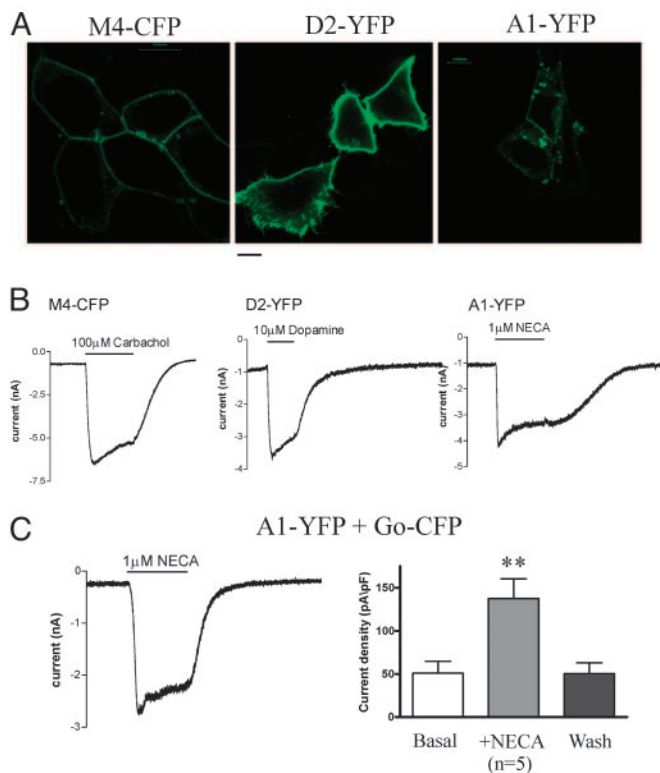 A
M4-CFP D2-YFP A1-YFP
B
M4-CFP D2-YFP A1-YFP
100µM Carbachol
10µM Dopamine
1µM NECA
current (nA)
0.0
-2.5
-5.0
-7.5
current (nA)
0
-1
-2
-3
-4
current (nA)
0
-1
-2
-3
-4
-5
C
A1-YFP + Go-CFP
1µM NECA
current (nA)
0
-1
-2
-3
Current density (pA\pF)
150
100
50
0
**
Basal +NECA Wash
(n=5)